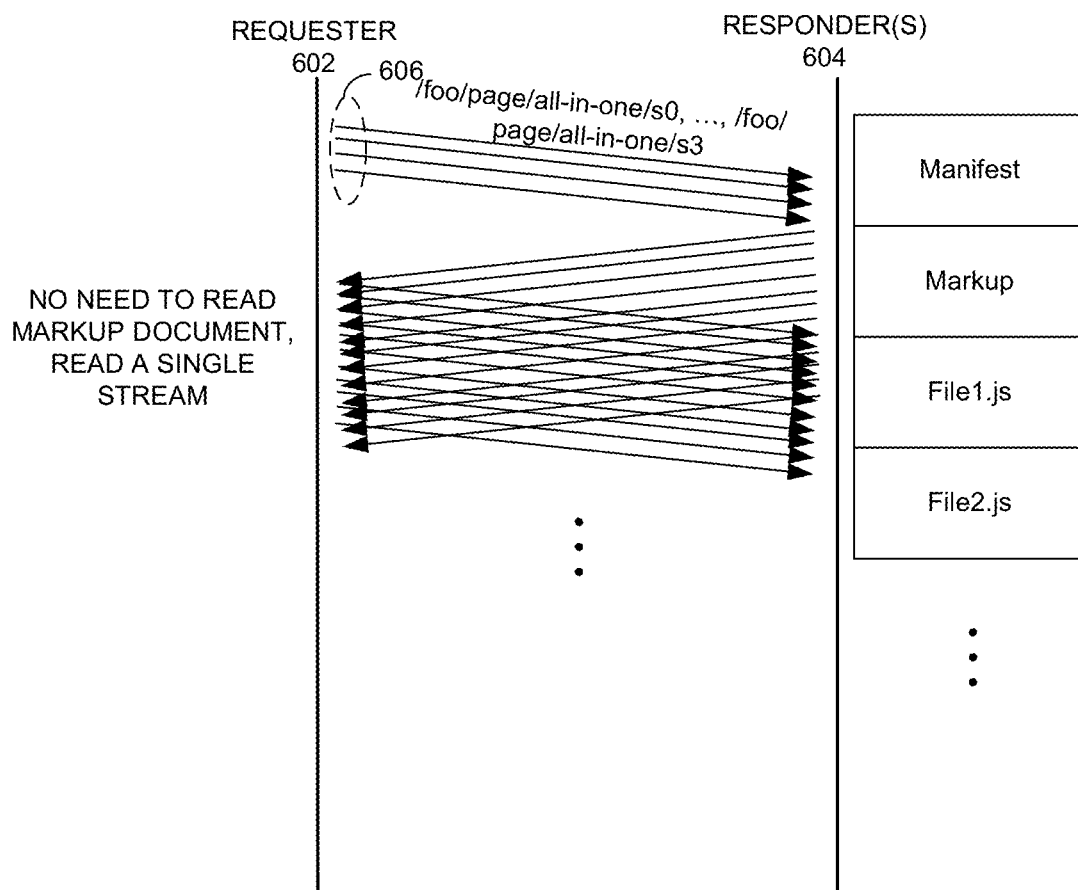 REQUESTER
602
RESPONDER(S)
604
606
/foo/page/all-in-one/s0, …, /foo/
page/all-in-one/s3
Manifest
Markup
File1.js
File2.js
NO NEED TO READ
MARKUP DOCUMENT,
READ A SINGLE
STREAM